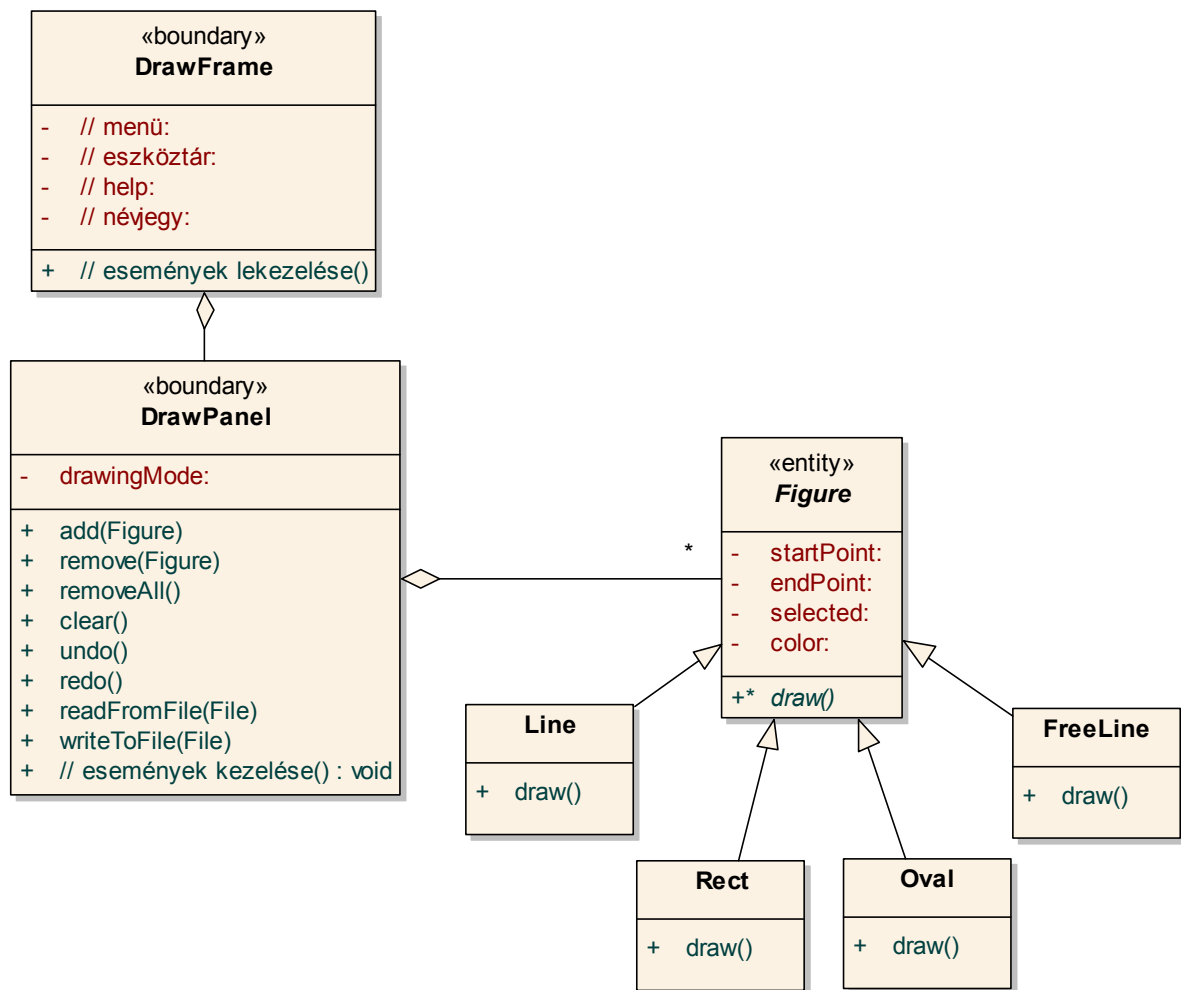 «boundary»
DrawFrame
- // menü:
- // eszköztár:
- // help:
- // névjegy:
+ // események lekezelése()
«boundary»
DrawPanel
- drawingMode:
+ add(Figure)
+ remove(Figure)
+ removeAll()
+ clear()
+ undo()
+ redo()
+ readFromFile(File)
+ writeToFile(File)
+ // események kezelése() : void
*
«entity»
Figure
- startPoint:
- endPoint:
- selected:
- color:
+* draw()
Line
+ draw()
FreeLine
+ draw()
Rect
+ draw()
Oval
+ draw()